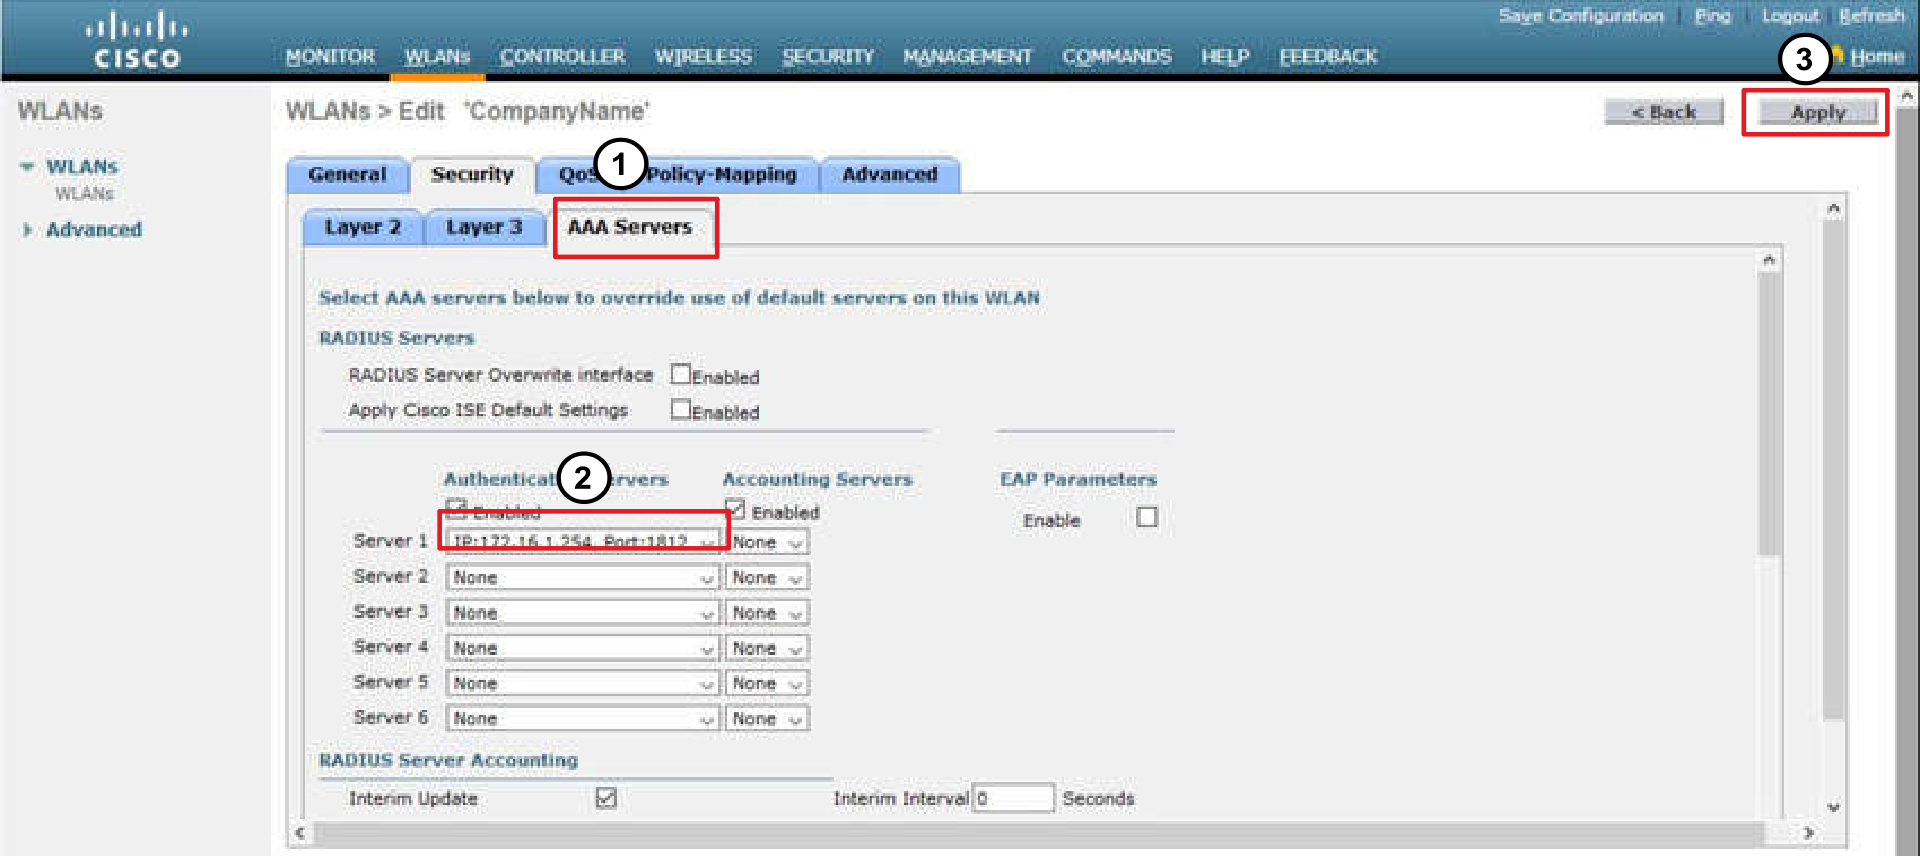 Save Configuration Ping Logout Refresh
CISCO MONITOR WLANs CONTROLLER WIRELESS SECURITY MANAGEMENT COMMANDS HELP FEEDBACK 3 Home
WLANs
WLANs > Edit 'CompanyName'
< Back Apply
WLANs
WLANs
Advanced
General Security QoS 1 Policy-Mapping Advanced
Layer 2 Layer 3 AAA Servers
Select AAA servers below to override use of default servers on this WLAN
RADIUS Servers
RADIUS Server Overwrite interface Enabled
Apply Cisco ISE Default Settings Enabled
Authenticat 2 ervers Accounting Servers EAP Parameters
Enabled Enabled Enable
Server 1 IP:172.16.1.254, Port:1812 None
Server 2 None None
Server 3 None None
Server 4 None None
Server 5 None None
Server 6 None None
RADIUS Server Accounting
Interim Update Interim Interval 0 Seconds